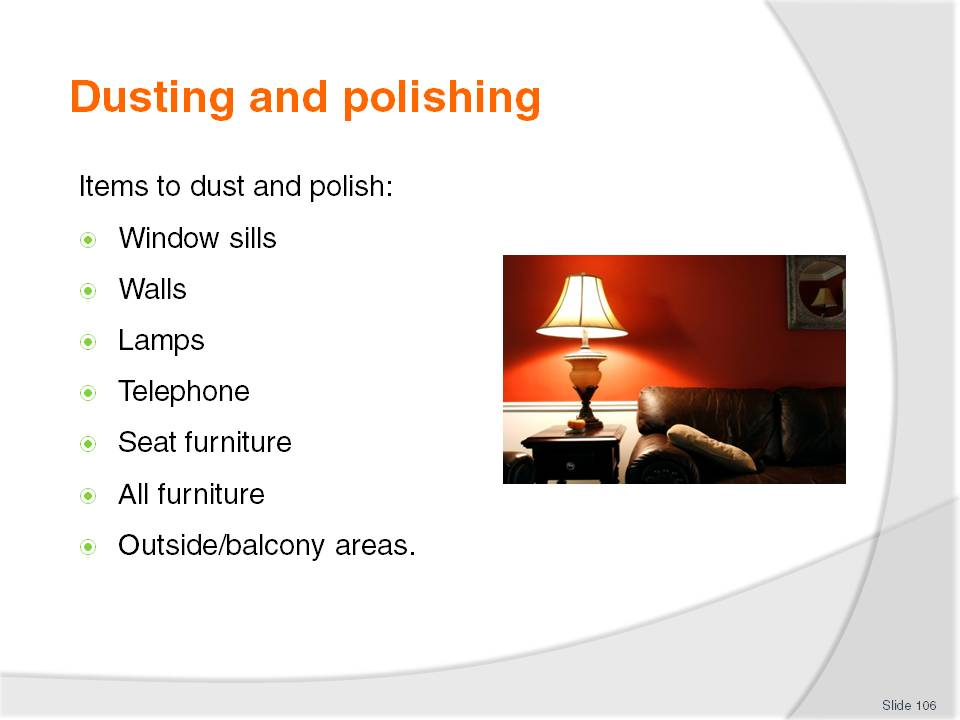 Dusting and polishing
Items to dust and polish:
Window sills
Walls
Lamps
Telephone
Seat furniture
All furniture
Outside/balcony areas.
Slide 106